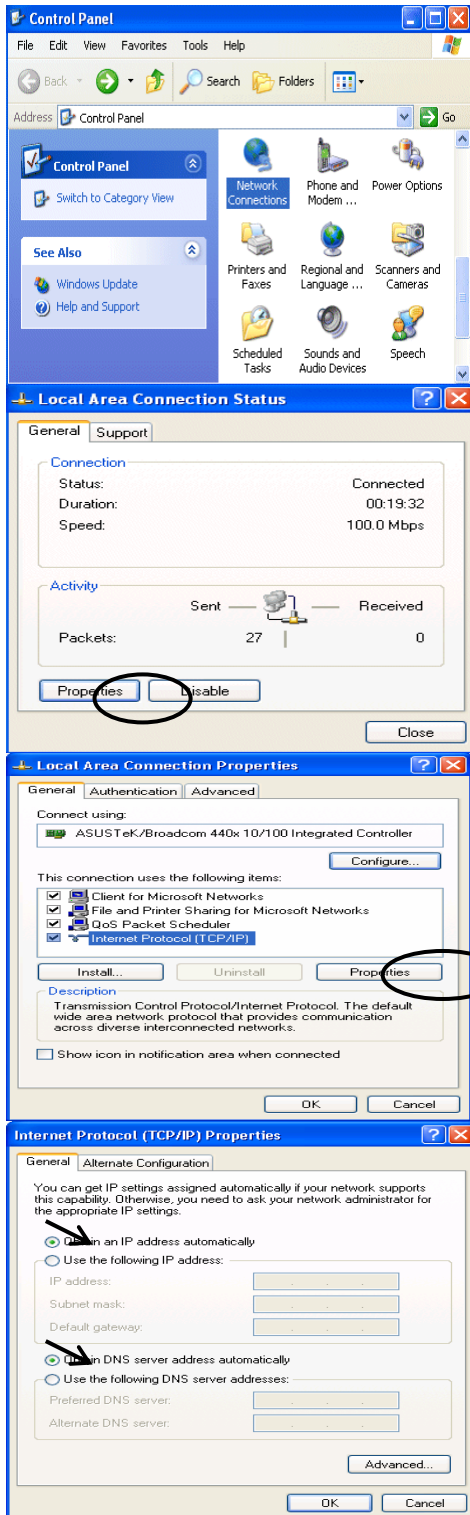 Control Panel
File Edit View Favorites Tools Help
Back Search Folders
Address Control Panel Go
Control Panel
Switch to Category View
See Also
Windows Update
Help and Support
Network Connections
Phone and Modem ...
Power Options
Printers and Faxes
Regional and Language ...
Scanners and Cameras
Scheduled Tasks
Sounds and Audio Devices
Speech
Local Area Connection Status
General Support
Connection
Status: Connected
Duration: 00:19:32
Speed: 100.0 Mbps
Activity
Sent Received
Packets: 27 0
Properties Disable
Close
Local Area Connection Properties
General Authentication Advanced
Connect using:
ASUSTeK/Broadcom 440x 10/100 Integrated Controller
Configure...
This connection uses the following items:
Client for Microsoft Networks
File and Printer Sharing for Microsoft Networks
QoS Packet Scheduler
Internet Protocol (TCP/IP)
Install... Uninstall Properties
Description
Transmission Control Protocol/Internet Protocol. The default
wide area network protocol that provides communication
across diverse interconnected networks.
Show icon in notification area when connected
OK Cancel
Internet Protocol (TCP/IP) Properties
General Alternate Configuration
You can get IP settings assigned automatically if your network supports
this capability. Otherwise, you need to ask your network administrator for
the appropriate IP settings.
Obtain an IP address automatically
Use the following IP address:
IP address:
Subnet mask:
Default gateway:
Obtain DNS server address automatically
Use the following DNS server addresses:
Preferred DNS server:
Alternate DNS server:
Advanced...
OK Cancel